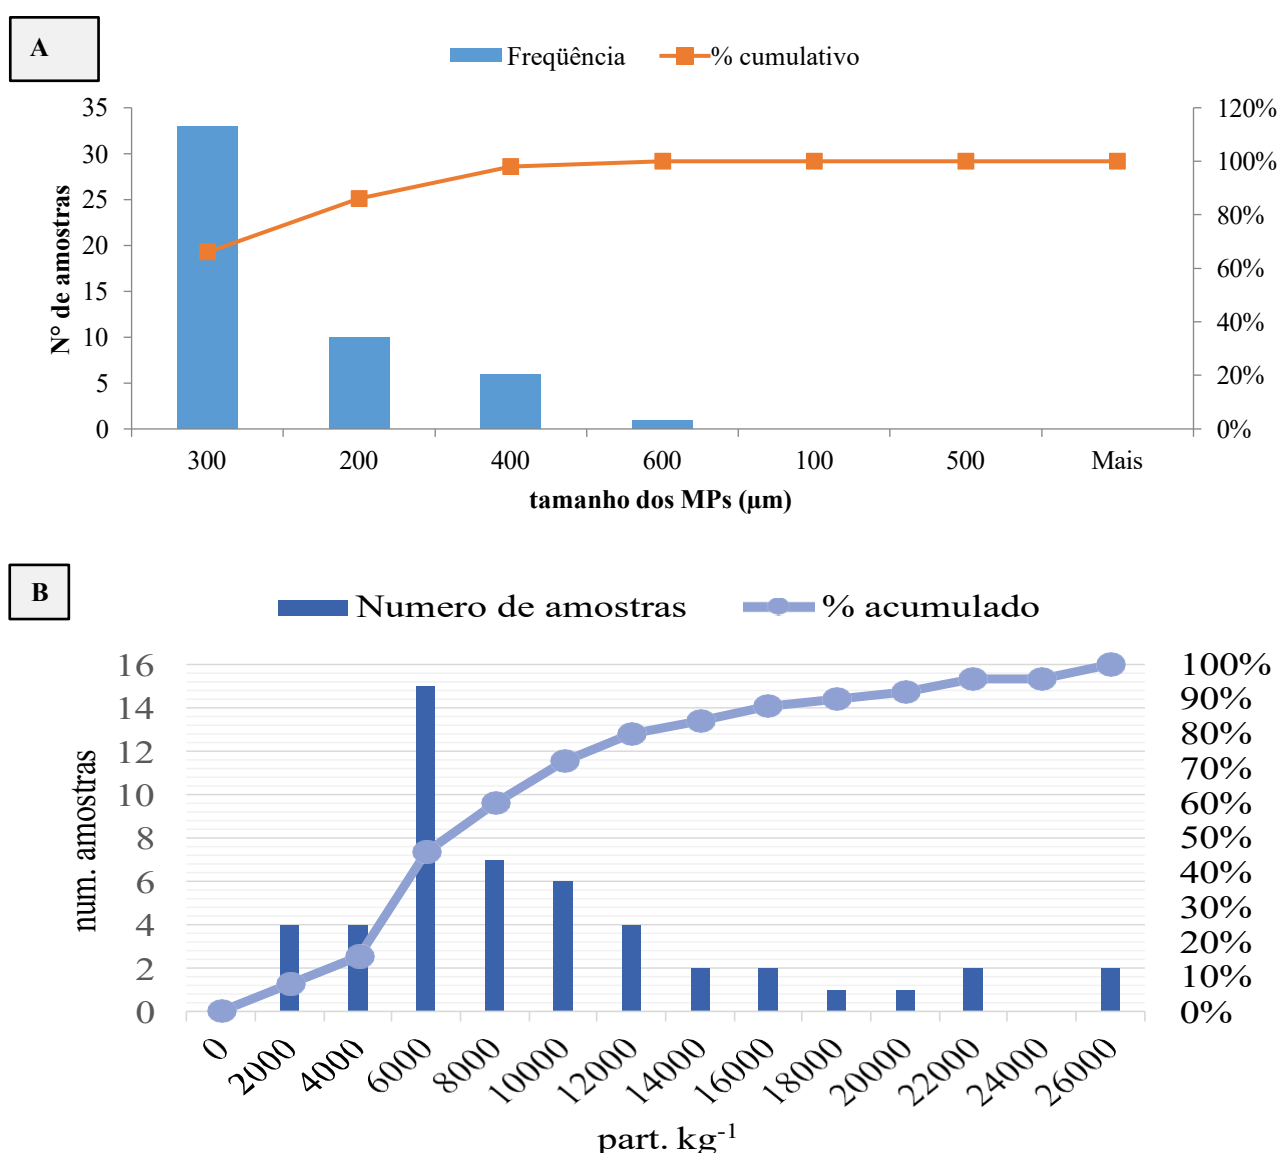 A
Freqüência % cumulativo
35 120%
30 100%
25
20 80%
15 60%
10 40%
5 20%
0 0%
N° de amostras
300 200 400 600 100 500 Mais
tamanho dos MPs (µm)
B
Numero de amostras % acumulado
16 100%
14 90%
12 80%
10 70%
8 60%
6 50%
4 40%
2 30%
0 20%
10%
0%
num. amostras
0 2000 4000 6000 8000 10000 12000 14000 16000 18000 20000 22000 24000 26000
part. kg⁻¹